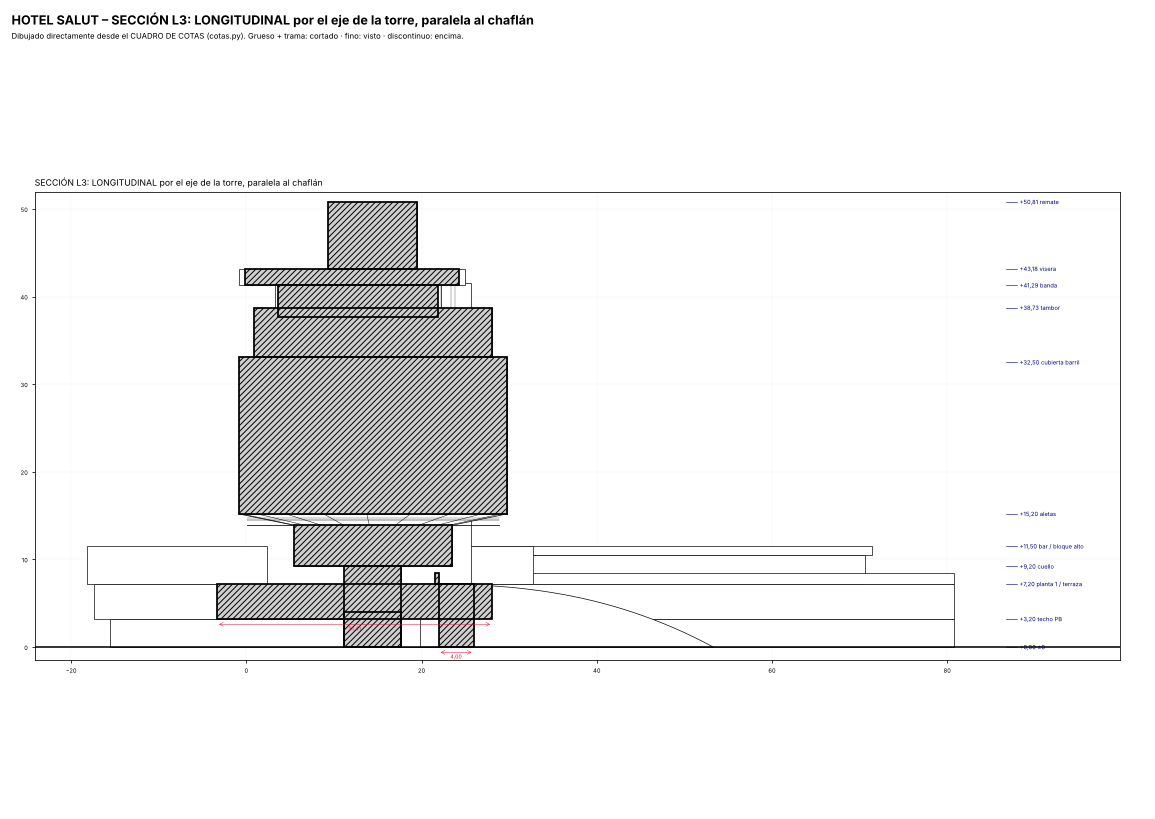 HOTEL SALUT – SECCIÓN L3: LONGITUDINAL por el eje de la torre, paralela al chaflán
Dibujado directamente desde el CUADRO DE COTAS (cotas.py). Grueso + trama: cortado · fino: visto · discontinuo: encima.
SECCIÓN L3: LONGITUDINAL por el eje de la torre, paralela al chaflán
50
+50,81 remate
+43,18 visera
+41,29 banda
40
+38,73 tambor
+32,50 cubierta barril
30
20
+15,20 aletas
+11,50 bar / bloque alto
10
+9,20 cuello
+7,20 planta 1 / terraza
+3,20 techo PB
0
4,00
−20
0
20
40
60
80